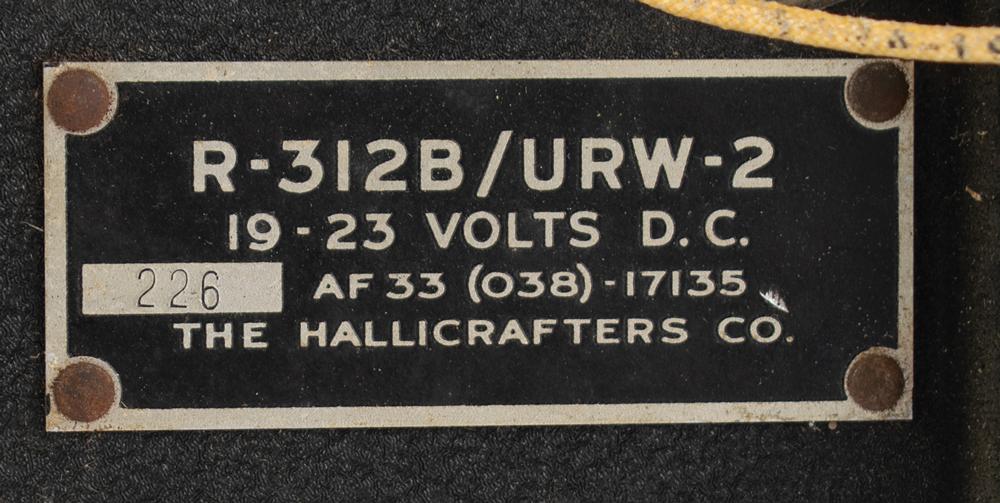 R-312B/URW-2
19-23 VOLTS D.C.
226 AF 33 (038)-17135
THE HALLICRAFTERS CO.